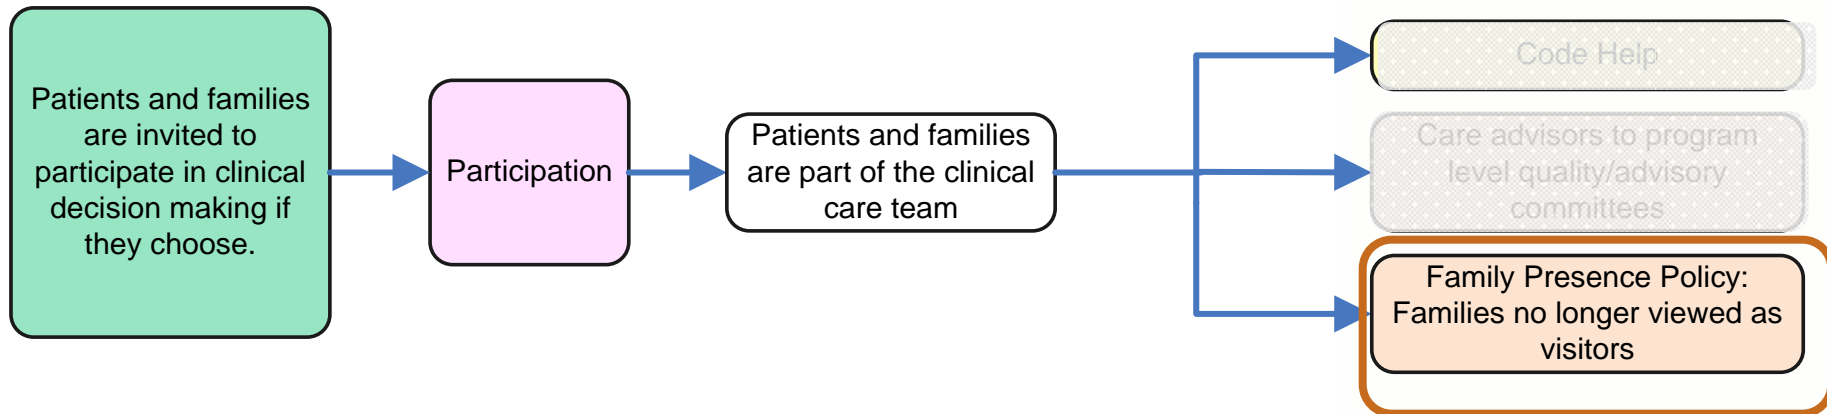 Patients and families
are invited to
participate in clinical
decision making if
they choose.
Participation
Patients and families
are part of the clinical
care team
Code Help
Care advisors to program
level quality/advisory
committees
Family Presence Policy:
Families no longer viewed as
visitors